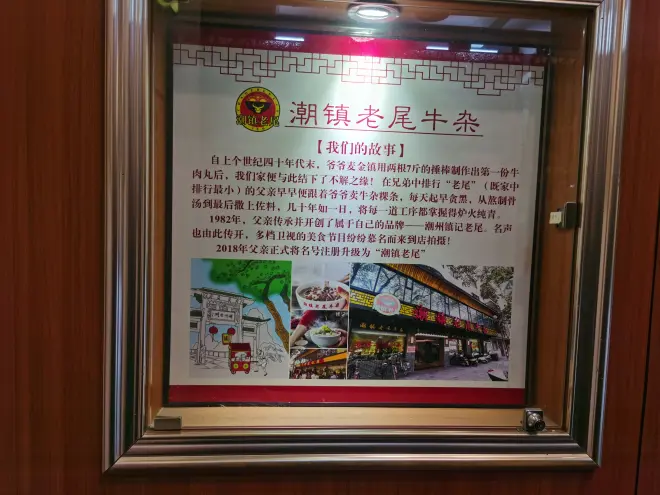 潮镇老尾牛杂
【我们的故事】
自上个世纪四十年代末，爷爷麦金镇用两根7斤的捶棒制作出第一份牛
肉丸后，我们家便与此结下了不解之缘！在兄弟中排行“老尾”（既家中
排行最小）的父亲早早便跟着爷爷卖牛杂粿条，每天起早贪黑，从熬制骨
汤到最后撒上佐料，几十年如一日，将每一道工序都掌握得炉火纯青。
1982年，父亲传承并开创了属于自己的品牌——潮州镇记老尾。名声
也由此传开，多档卫视的美食节目纷纷慕名而来到店拍摄！
2018年父亲正式将名号注册升级为“潮镇老尾”